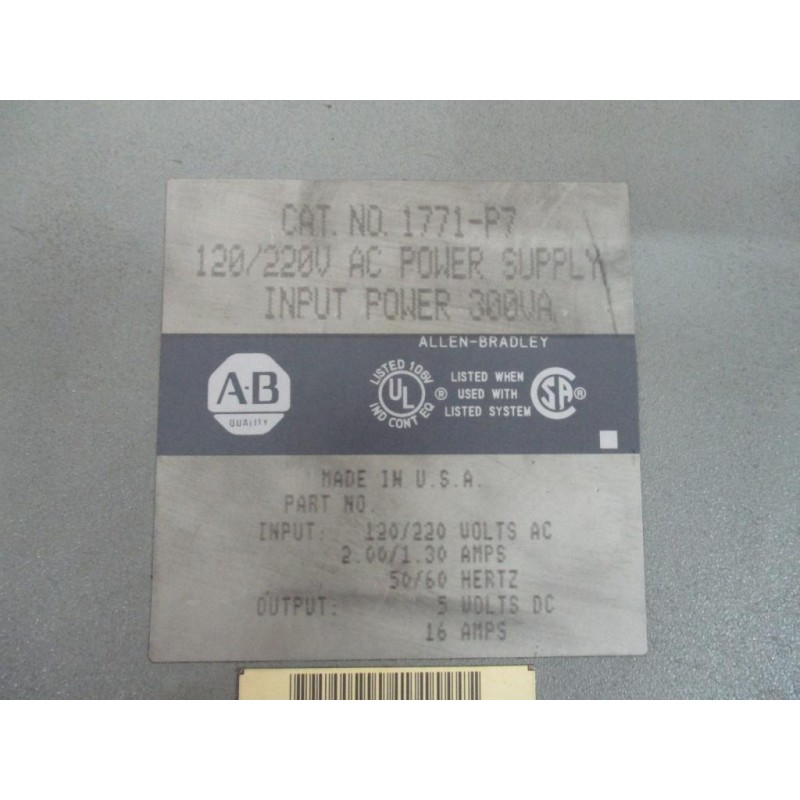 CAT. NO. 1771-P7
120/220V AC POWER SUPPLY
INPUT POWER 300VA
ALLEN-BRADLEY
A-B
QUALITY
LISTED 106V
UL
IND CONT EQ
®
LISTED WHEN
USED WITH
LISTED SYSTEM
SA ®
MADE IN U.S.A.
PART NO.
INPUT: 120/220 VOLTS AC
2.00/1.30 AMPS
50/60 HERTZ
OUTPUT: 5 VOLTS DC
16 AMPS